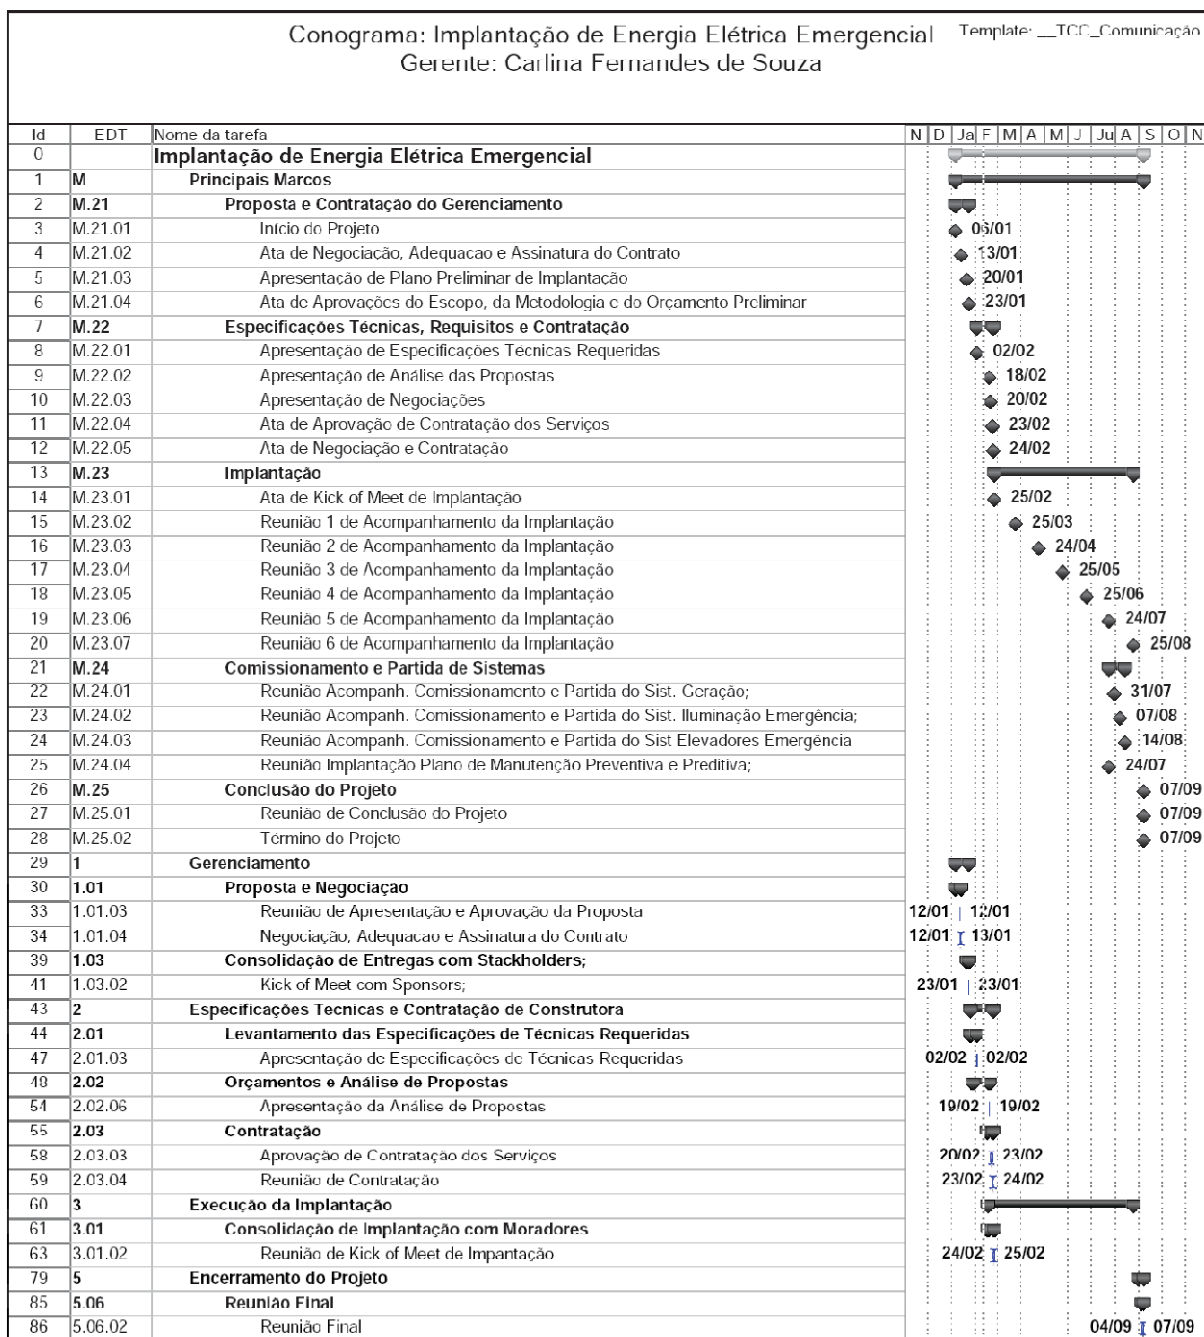 Conograma: Implantação de Energia Elétrica Emergencial Template: __TCC_Comunicação
Gerente: Carlina Fernandes de Souza
Id EDT Nome da tarefa N D Ja F M A M J Ju A S O N
0 Implantação de Energia Elétrica Emergencial
1 M Principais Marcos
2 M.21 Proposta e Contratação do Gerenciamento
3 M.21.01 Início do Projeto 06/01
4 M.21.02 Ata de Negociação, Adequacao e Assinatura do Contrato 13/01
5 M.21.03 Apresentação de Plano Preliminar de Implantação 20/01
6 M.21.04 Ata de Aprovações do Escopo, da Metodologia e do Orçamento Preliminar 23/01
7 M.22 Especificações Técnicas, Requisitos e Contratação
8 M.22.01 Apresentação de Especificações Técnicas Requeridas 02/02
9 M.22.02 Apresentação de Análise das Propostas 18/02
10 M.22.03 Apresentação de Negociações 20/02
11 M.22.04 Ata de Aprovação de Contratação dos Serviços 23/02
12 M.22.05 Ata de Negociação e Contratação 24/02
13 M.23 Implantação
14 M.23.01 Ata de Kick of Meet de Implantação 25/02
15 M.23.02 Reunião 1 de Acompanhamento da Implantação 25/03
16 M.23.03 Reunião 2 de Acompanhamento da Implantação 24/04
17 M.23.04 Reunião 3 de Acompanhamento da Implantação 25/05
18 M.23.05 Reunião 4 de Acompanhamento da Implantação 25/06
19 M.23.06 Reunião 5 de Acompanhamento da Implantação 24/07
20 M.23.07 Reunião 6 de Acompanhamento da Implantação 25/08
21 M.24 Comissionamento e Partida de Sistemas
22 M.24.01 Reunião Acompanh. Comissionamento e Partida do Sist. Geração; 31/07
23 M.24.02 Reunião Acompanh. Comissionamento e Partida do Sist. Iluminação Emergência; 07/08
24 M.24.03 Reunião Acompanh. Comissionamento e Partida do Sist Elevadores Emergência 14/08
25 M.24.04 Reunião Implantação Plano de Manutenção Preventiva e Preditiva; 24/07
26 M.25 Conclusão do Projeto 07/09
27 M.25.01 Reunião de Conclusão do Projeto 07/09
28 M.25.02 Término do Projeto 07/09
29 1 Gerenciamento
30 1.01 Proposta e Negociação
33 1.01.03 Reunião de Apresentação e Aprovação da Proposta 12/01 12/01
34 1.01.04 Negociação, Adequacao e Assinatura do Contrato 12/01 13/01
39 1.03 Consolidação de Entregas com Stackholders;
41 1.03.02 Kick of Meet com Sponsors; 23/01 23/01
43 2 Especificações Tecnicas e Contratação de Construtora
44 2.01 Levantamento das Especificações de Técnicas Requeridas
47 2.01.03 Apresentação de Especificações de Técnicas Requeridas 02/02 02/02
48 2.02 Orçamentos e Análise de Propostas
54 2.02.06 Apresentação da Análise de Propostas 19/02 19/02
55 2.03 Contratação
58 2.03.03 Aprovação de Contratação dos Serviços 20/02 23/02
59 2.03.04 Reunião de Contratação 23/02 24/02
60 3 Execução da Implantação
61 3.01 Consolidação de Implantação com Moradores
63 3.01.02 Reunião de Kick of Meet de Impantação 24/02 25/02
79 5 Encerramento do Projeto
85 5.06 Reunião Final
86 5.06.02 Reunião Final 04/09 07/09